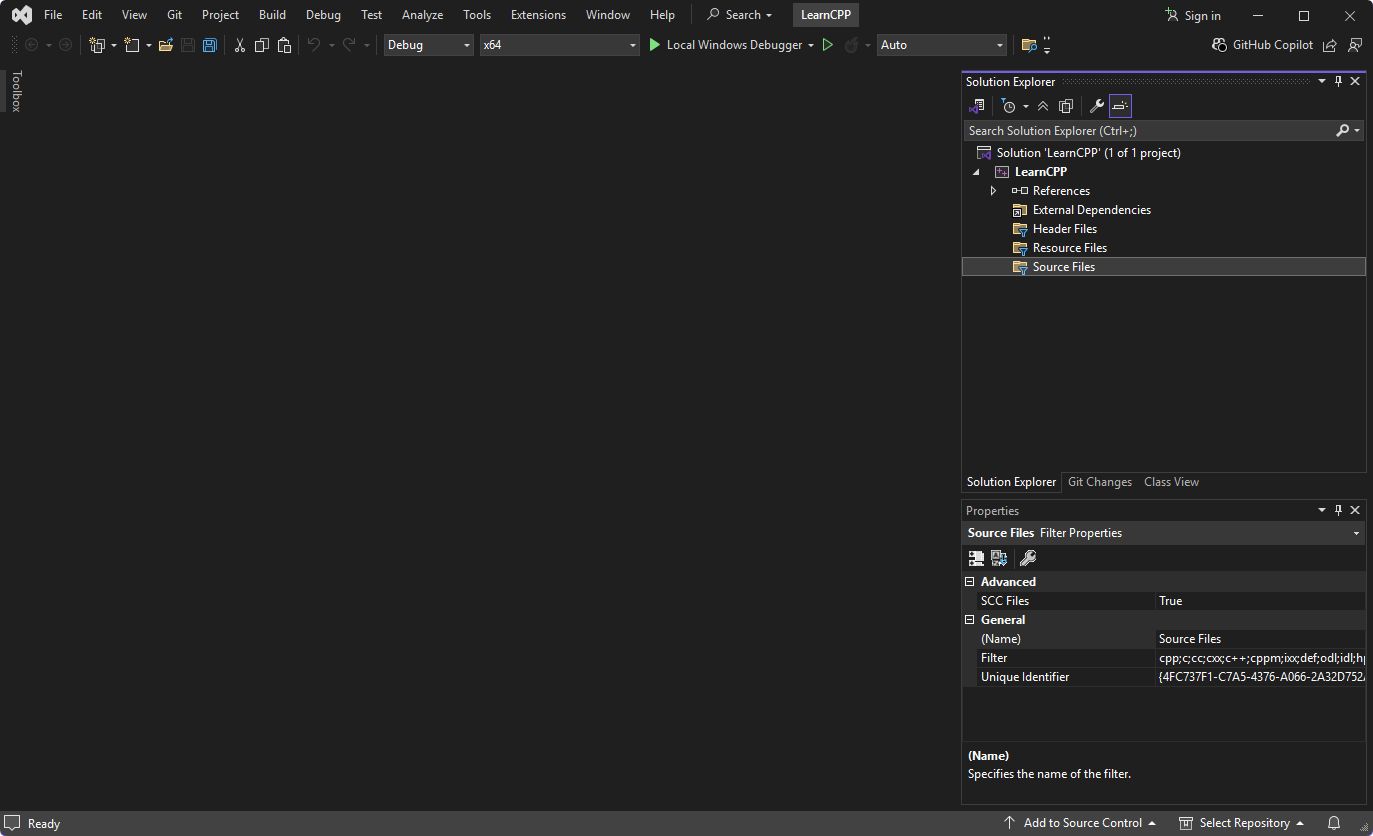 File Edit View Git Project Build Debug Test Analyze Tools Extensions Window Help Search LearnCPP Sign in
Debug x64 Local Windows Debugger Auto GitHub Copilot
Toolbox
Solution Explorer
Search Solution Explorer (Ctrl+;)
Solution 'LearnCPP' (1 of 1 project)
LearnCPP
References
External Dependencies
Header Files
Resource Files
Source Files
Solution Explorer Git Changes Class View
Properties
Source Files Filter Properties
Advanced
SCC Files True
General
(Name) Source Files
Filter cpp;c;cc;cxx;c++;cppm;ixx;def;odl;idl;hp
Unique Identifier {4FC737F1-C7A5-4376-A066-2A32D752A
(Name)
Specifies the name of the filter.
Ready Add to Source Control Select Repository